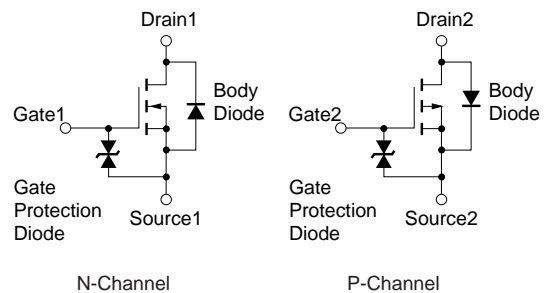 Drain1
Body
Diode
Gate1
Gate
Protection
Diode
Source1
N-Channel
Drain2
Body
Diode
Gate2
Gate
Protection
Diode
Source2
P-Channel